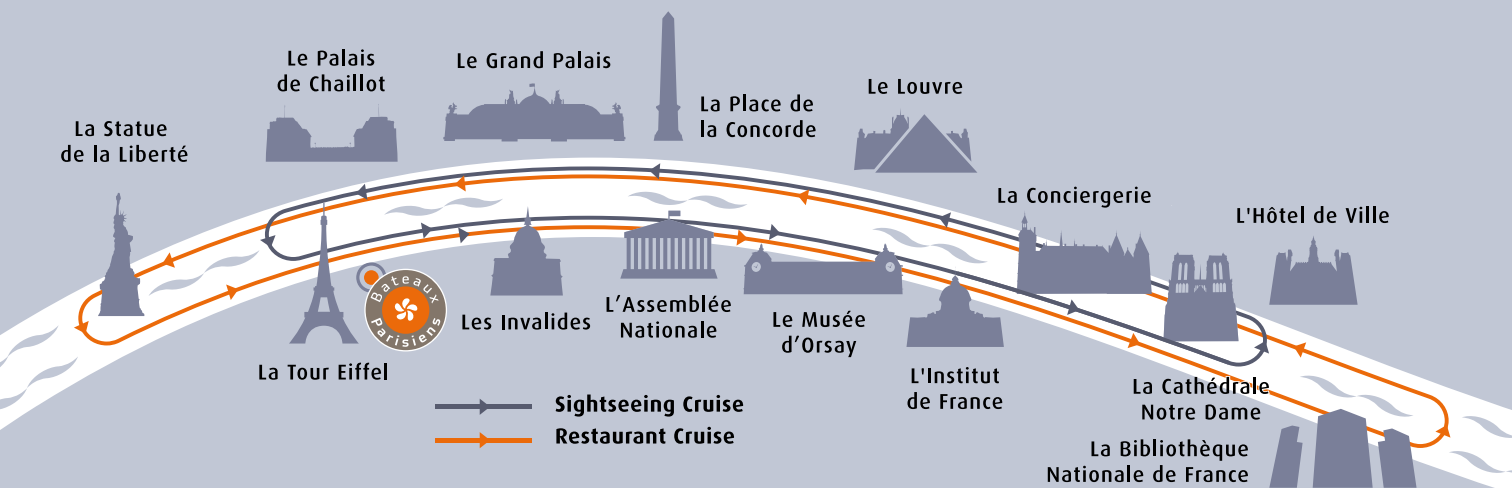 La Statue
de la Liberté
Le Palais
de Chaillot
Le Grand Palais
La Place de
la Concorde
Le Louvre
La Conciergerie
L'Hôtel de Ville
La Tour Eiffel
Bateaux
Parisiens
Les Invalides
L’Assemblée
Nationale
Le Musée
d’Orsay
L'Institut
de France
La Cathédrale
Notre Dame
La Bibliothèque
Nationale de France
Sightseeing Cruise
Restaurant Cruise